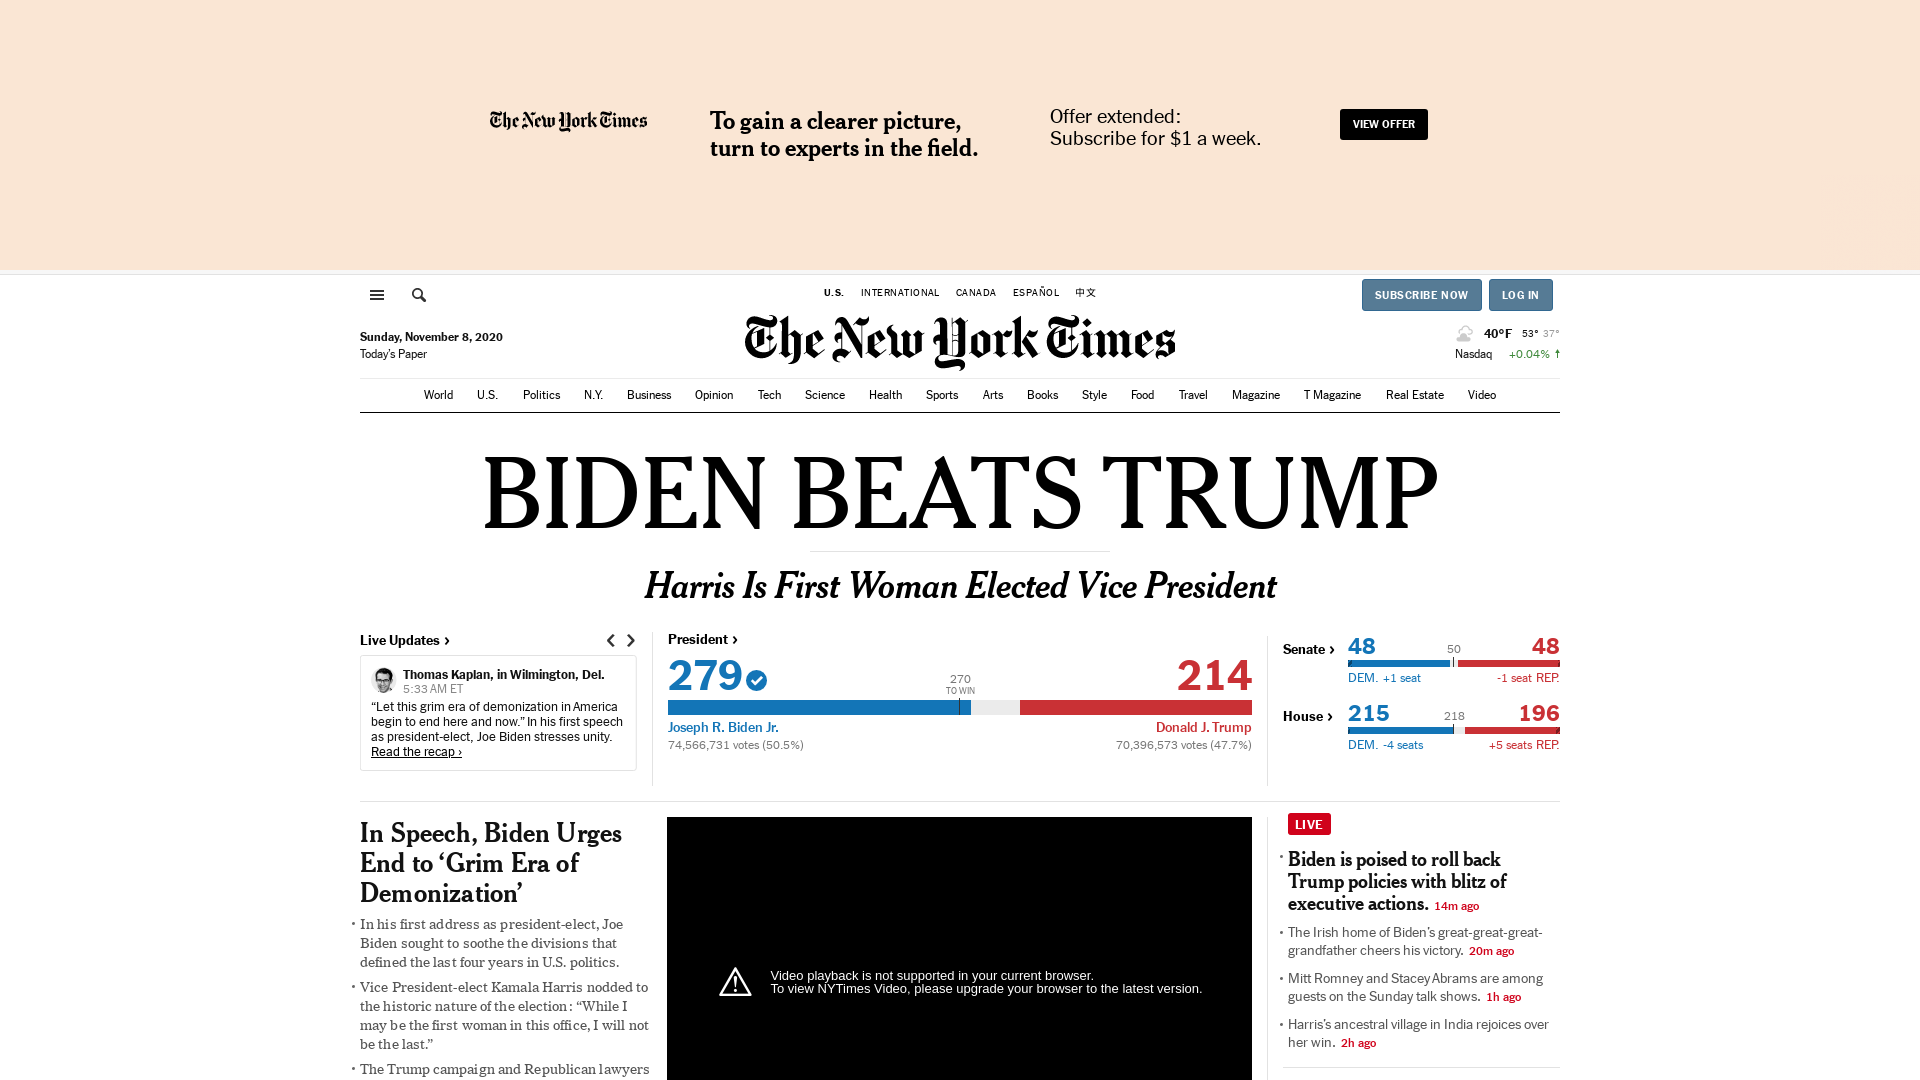 The New York Times
To gain a clearer picture,
turn to experts in the field.
Offer extended:
Subscribe for $1 a week.
VIEW OFFER
U.S. INTERNATIONAL CANADA ESPAÑOL 中文
SUBSCRIBE NOW LOG IN
Sunday, November 8, 2020
Today's Paper
The New York Times
40°F 53° 37°
Nasdaq +0.04% ↑
World U.S. Politics N.Y. Business Opinion Tech Science Health Sports Arts Books Style Food Travel Magazine T Magazine Real Estate Video
BIDEN BEATS TRUMP
Harris Is First Woman Elected Vice President
Live Updates ›
Thomas Kaplan, in Wilmington, Del.
5:33 AM ET
“Let this grim era of demonization in America
begin to end here and now.” In his first speech
as president-elect, Joe Biden stresses unity.
Read the recap ›
President ›
279 214
270
TO WIN
Joseph R. Biden Jr. Donald J. Trump
74,566,731 votes (50.5%) 70,396,573 votes (47.7%)
Senate › 48 50 48
DEM. +1 seat -1 seat REP.
House › 215 218 196
DEM. -4 seats +5 seats REP.
In Speech, Biden Urges
End to ‘Grim Era of
Demonization’
• In his first address as president-elect, Joe
Biden sought to soothe the divisions that
defined the last four years in U.S. politics.
• Vice President-elect Kamala Harris nodded to
the historic nature of the election: “While I
may be the first woman in this office, I will not
be the last.”
• The Trump campaign and Republican lawyers
Video playback is not supported in your current browser.
To view NYTimes Video, please upgrade your browser to the latest version.
LIVE
• Biden is poised to roll back
Trump policies with blitz of
executive actions. 14m ago
• The Irish home of Biden’s great-great-great-
grandfather cheers his victory. 20m ago
• Mitt Romney and Stacey Abrams are among
guests on the Sunday talk shows. 1h ago
• Harris’s ancestral village in India rejoices over
her win. 2h ago